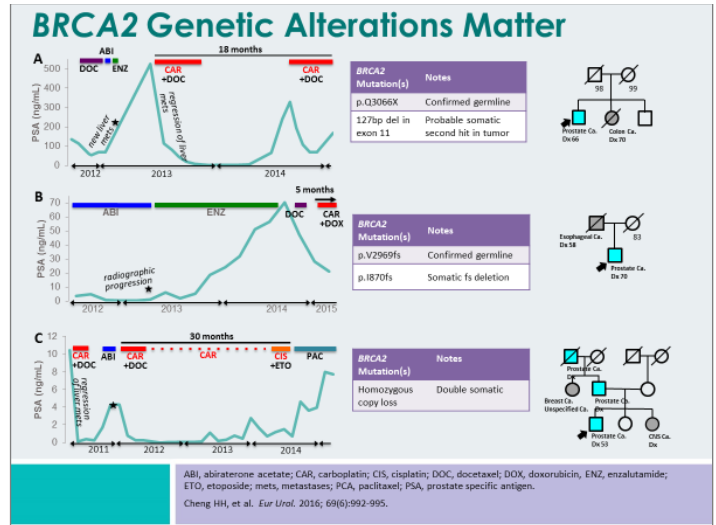 BRCA2 Genetic Alterations Matter
A
ABI
DOC
ENZ
18 months
CAR
+DOC
CAR
+DOC
PSA (ng/mL)
500
400
300
200
100
0
new liver
mets
regression of liver
mets
2012
2013
2014
BRCA2
Mutation(s)
Notes
p.Q3066X
Confirmed germline
127bp del in
exon 11
Probable somatic
second hit in tumor
98
99
Prostate Ca.
Dx 66
Colon Ca.
Dx 70
B
5 months
ABI
ENZ
DOC
CAR
+DOX
PSA (ng/mL)
70
60
50
40
30
20
10
0
radiographic
progression
2012
2013
2014
2015
BRCA2
Mutation(s)
Notes
p.V2969fs
Confirmed germline
p.I870fs
Somatic fs deletion
Esophageal Ca.
Dx 58
83
Prostate Ca.
Dx 70
C
30 months
CAR
+DOC
ABI
CAR
+DOC
CAR
CIS
+ETO
PAC
PSA (ng/mL)
12
10
8
6
4
2
0
regression
of liver mets
2011
2012
2013
2014
BRCA2
Mutation(s)
Notes
Homozygous
copy loss
Double somatic
Prostate Ca.
Breast Ca.
Unspecified Ca.
Prostate Ca.
Dx
Prostate Ca.
Dx 53
CNS Ca.
Dx
ABI, abiraterone acetate; CAR, carboplatin; CIS, cisplatin; DOC, docetaxel; DOX, doxorubicin, ENZ, enzalutamide;
ETO, etoposide; mets, metastases; PCA, paclitaxel; PSA, prostate specific antigen.
Cheng HH, et al. Eur Urol. 2016; 69(6):992-995.